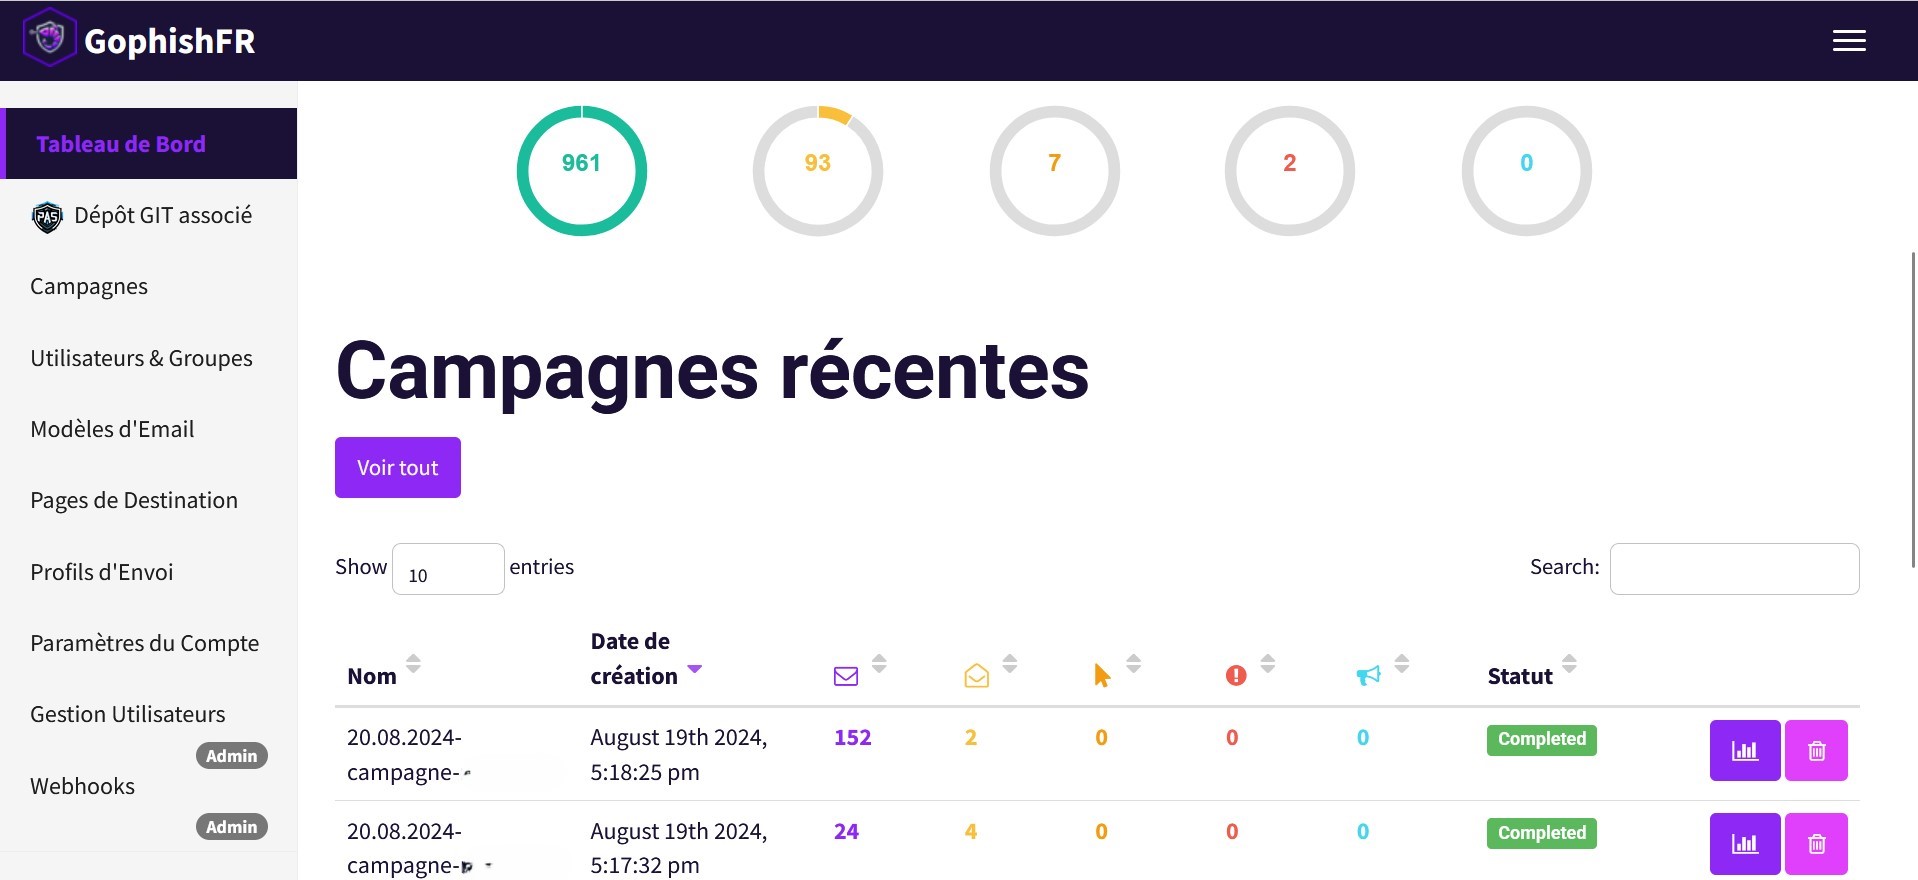 GophishFR
Tableau de Bord
PAS Dépôt GIT associé
Campagnes
Utilisateurs & Groupes
Modèles d'Email
Pages de Destination
Profils d'Envoi
Paramètres du Compte
Gestion Utilisateurs
Admin
Webhooks
Admin
961 93 7 2 0
Campagnes récentes
Voir tout
Show 10 entries
Search:
Nom Date de création Statut
20.08.2024- August 19th 2024, 152 2 0 0 0 Completed
campagne- 5:18:25 pm
20.08.2024- August 19th 2024, 24 4 0 0 0 Completed
campagne- 5:17:32 pm